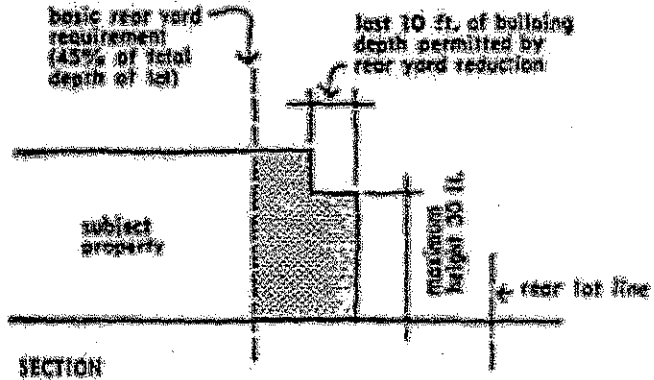 basic rear yard
requirement
(45% of total
depth of lot)
last 10 ft. of building
depth permitted by
rear yard reduction
subject
property
maximum
height 30 ft.
rear lot line
SECTION